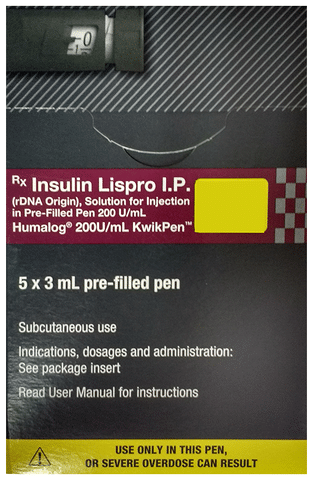 0
Rx Insulin Lispro I.P.
(rDNA Origin), Solution for Injection
in Pre-Filled Pen 200 U/mL
Humalog® 200U/mL KwikPen™
5 x 3 mL pre-filled pen
Subcutaneous use
Indications, dosages and administration:
See package insert
Read User Manual for instructions
USE ONLY IN THIS PEN,
OR SEVERE OVERDOSE CAN RESULT